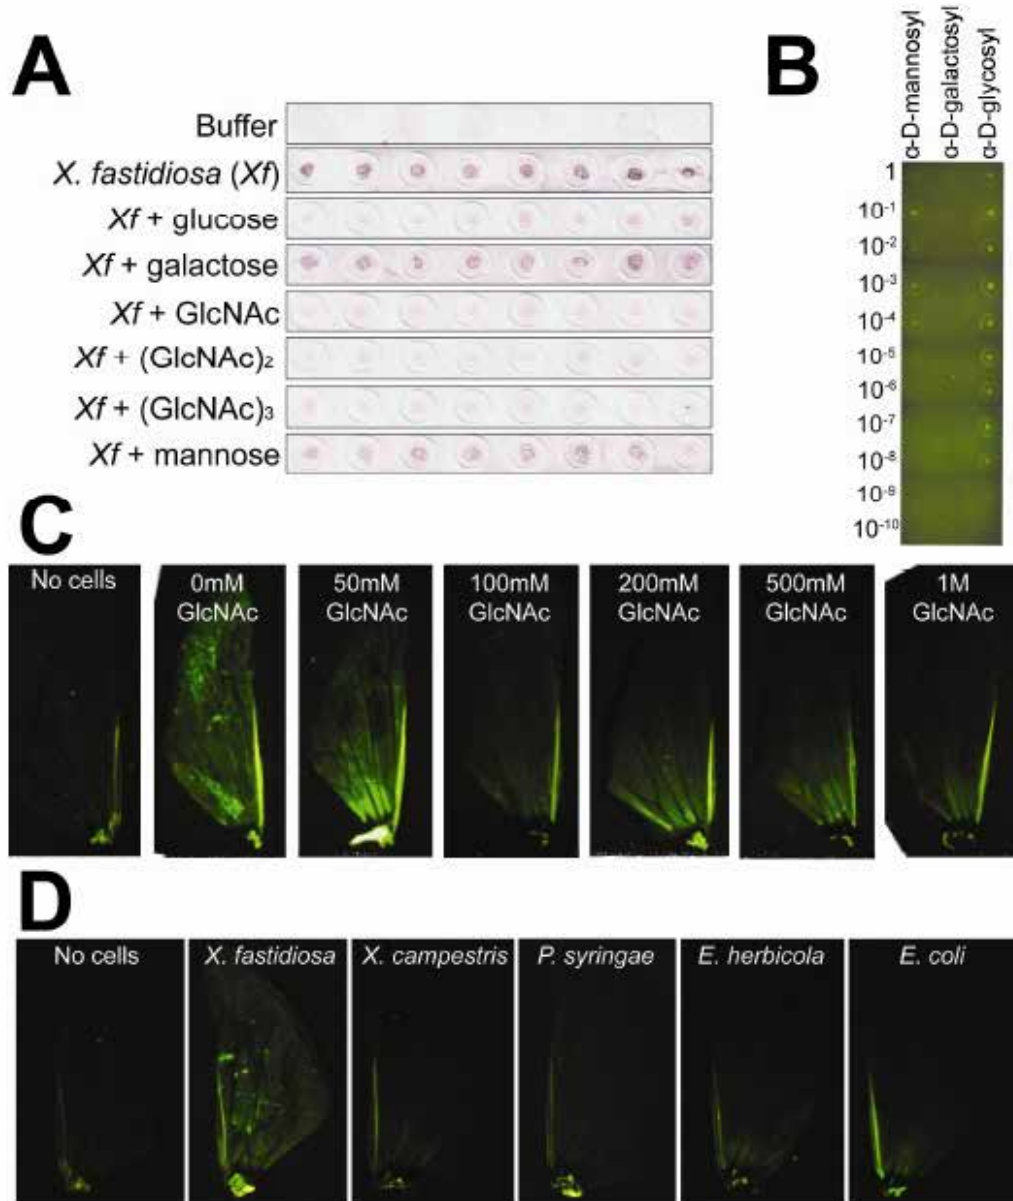 A
Buffer
X. fastidiosa (Xf)
Xf + glucose
Xf + galactose
Xf + GlcNAc
Xf + (GlcNAc)₂
Xf + (GlcNAc)₃
Xf + mannose
B
α-D-mannosyl
α-D-galactosyl
α-D-glycosyl
1
10⁻¹
10⁻²
10⁻³
10⁻⁴
10⁻⁵
10⁻⁶
10⁻⁷
10⁻⁸
10⁻⁹
10⁻¹⁰
C
No cells
0mM
GlcNAc
50mM
GlcNAc
100mM
GlcNAc
200mM
GlcNAc
500mM
GlcNAc
1M
GlcNAc
D
No cells
X. fastidiosa
X. campestris
P. syringae
E. herbicola
E. coli